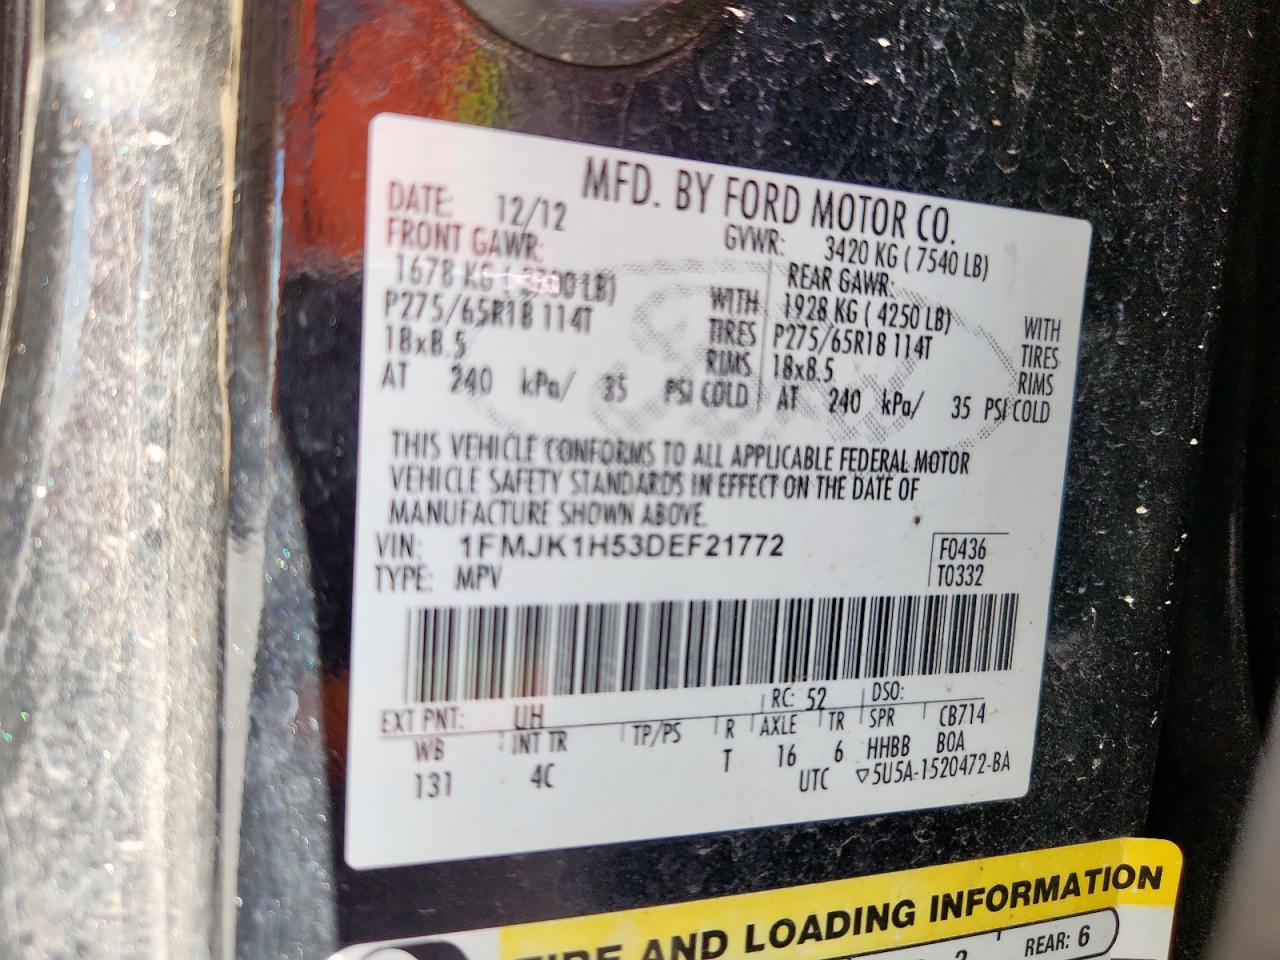 MFD. BY FORD MOTOR CO.
DATE: 12/12 GVWR: 3420 KG ( 7540 LB)
FRONT GAWR: REAR GAWR:
1678 KG ( 3700 LB) WITH 1928 KG ( 4250 LB) WITH
P275/65R18 114T TIRES P275/65R18 114T TIRES
18x8.5 RIMS 18x8.5 RIMS
AT 240 kPa/ 35 PSI COLD AT 240 kPa/ 35 PSI COLD
THIS VEHICLE CONFORMS TO ALL APPLICABLE FEDERAL MOTOR
VEHICLE SAFETY STANDARDS IN EFFECT ON THE DATE OF
MANUFACTURE SHOWN ABOVE.
VIN: 1FMJK1H53DEF21772 F0436
TYPE: MPV T0332
EXT PNT: UH RC: 52 DSO:
WB INT TR TP/PS R AXLE TR SPR CB714
131 4C T 16 6 HHBB BOA
UTC ▽5U5A-1520472-BA
TIRE AND LOADING INFORMATION
REAR: 6